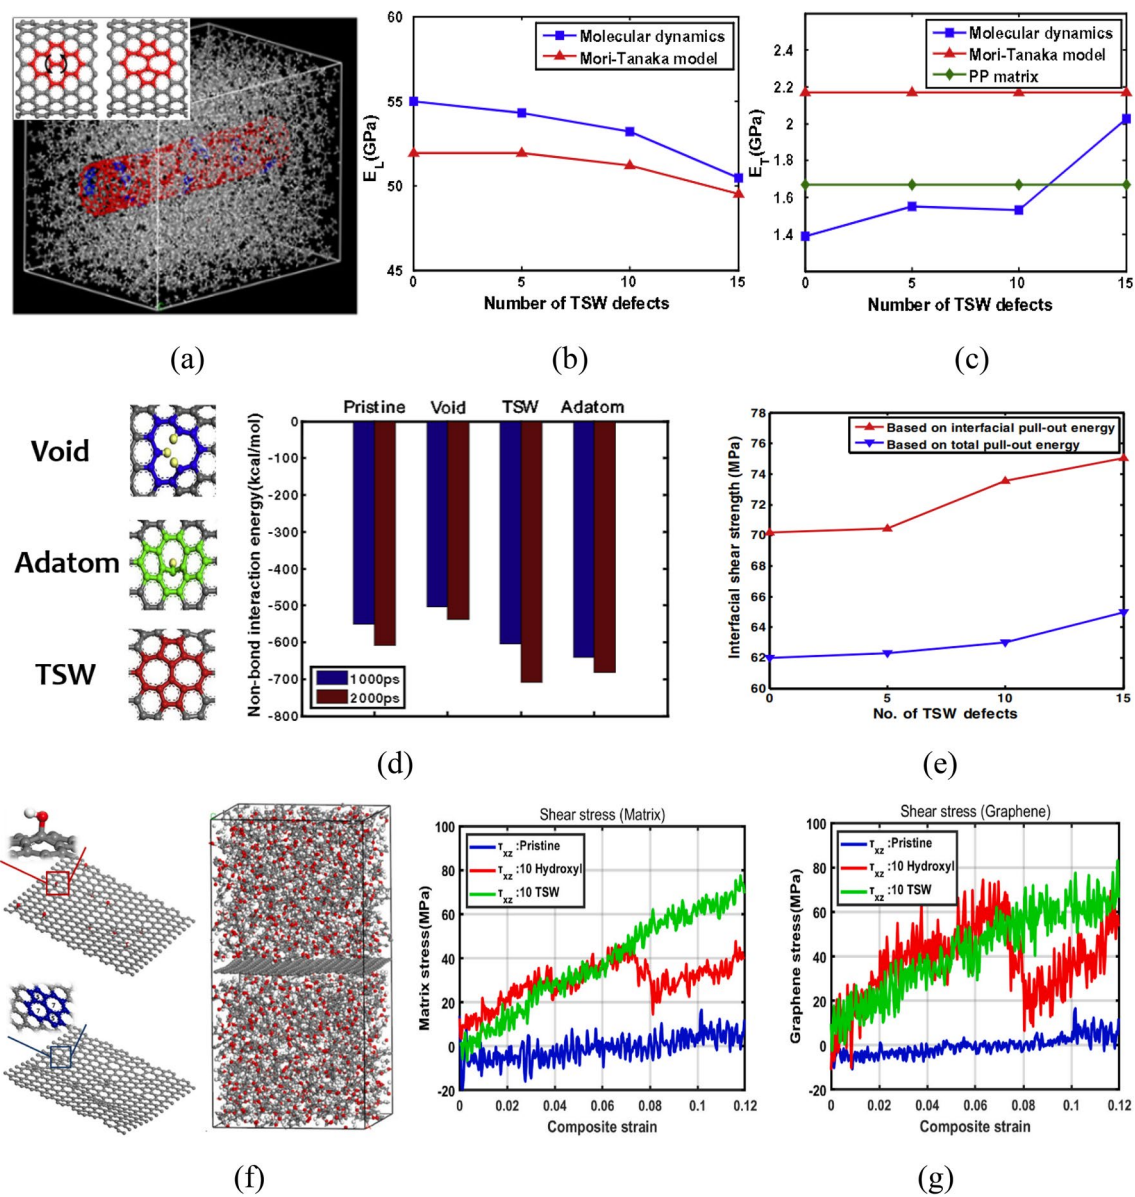 60
55
50
45
E_L(GPa)
Molecular dynamics
Mori-Tanaka model
0 5 10 15
Number of TSW defects
2.4
2.2
2
1.8
1.6
1.4
E_T(GPa)
Molecular dynamics
Mori-Tanaka model
PP matrix
0 5 10 15
Number of TSW defects
(a) (b) (c)
Void
Adatom
TSW
Pristine Void TSW Adatom
0
-100
-200
-300
-400
-500
-600
-700
-800
Non-bond interaction energy(kcal/mol)
1000ps
2000ps
78
76
74
72
70
68
66
64
62
60
Interfacial shear strength (MPa)
Based on interfacial pull-out energy
Based on total pull-out energy
0 5 10 15
No. of TSW defects
(d) (e)
Shear stress (Matrix)
100
80
60
40
20
0
-20
Matrix stress(MPa)
τxz :Pristine
τxz :10 Hydroxyl
τxz :10 TSW
0 0.02 0.04 0.06 0.08 0.1 0.12
Composite strain
Shear stress (Graphene)
100
80
60
40
20
0
-20
Graphene stress(MPa)
τxz :Pristine
τxz :10 Hydroxyl
τxz :10 TSW
0 0.02 0.04 0.06 0.08 0.1 0.12
Composite strain
(f) (g)